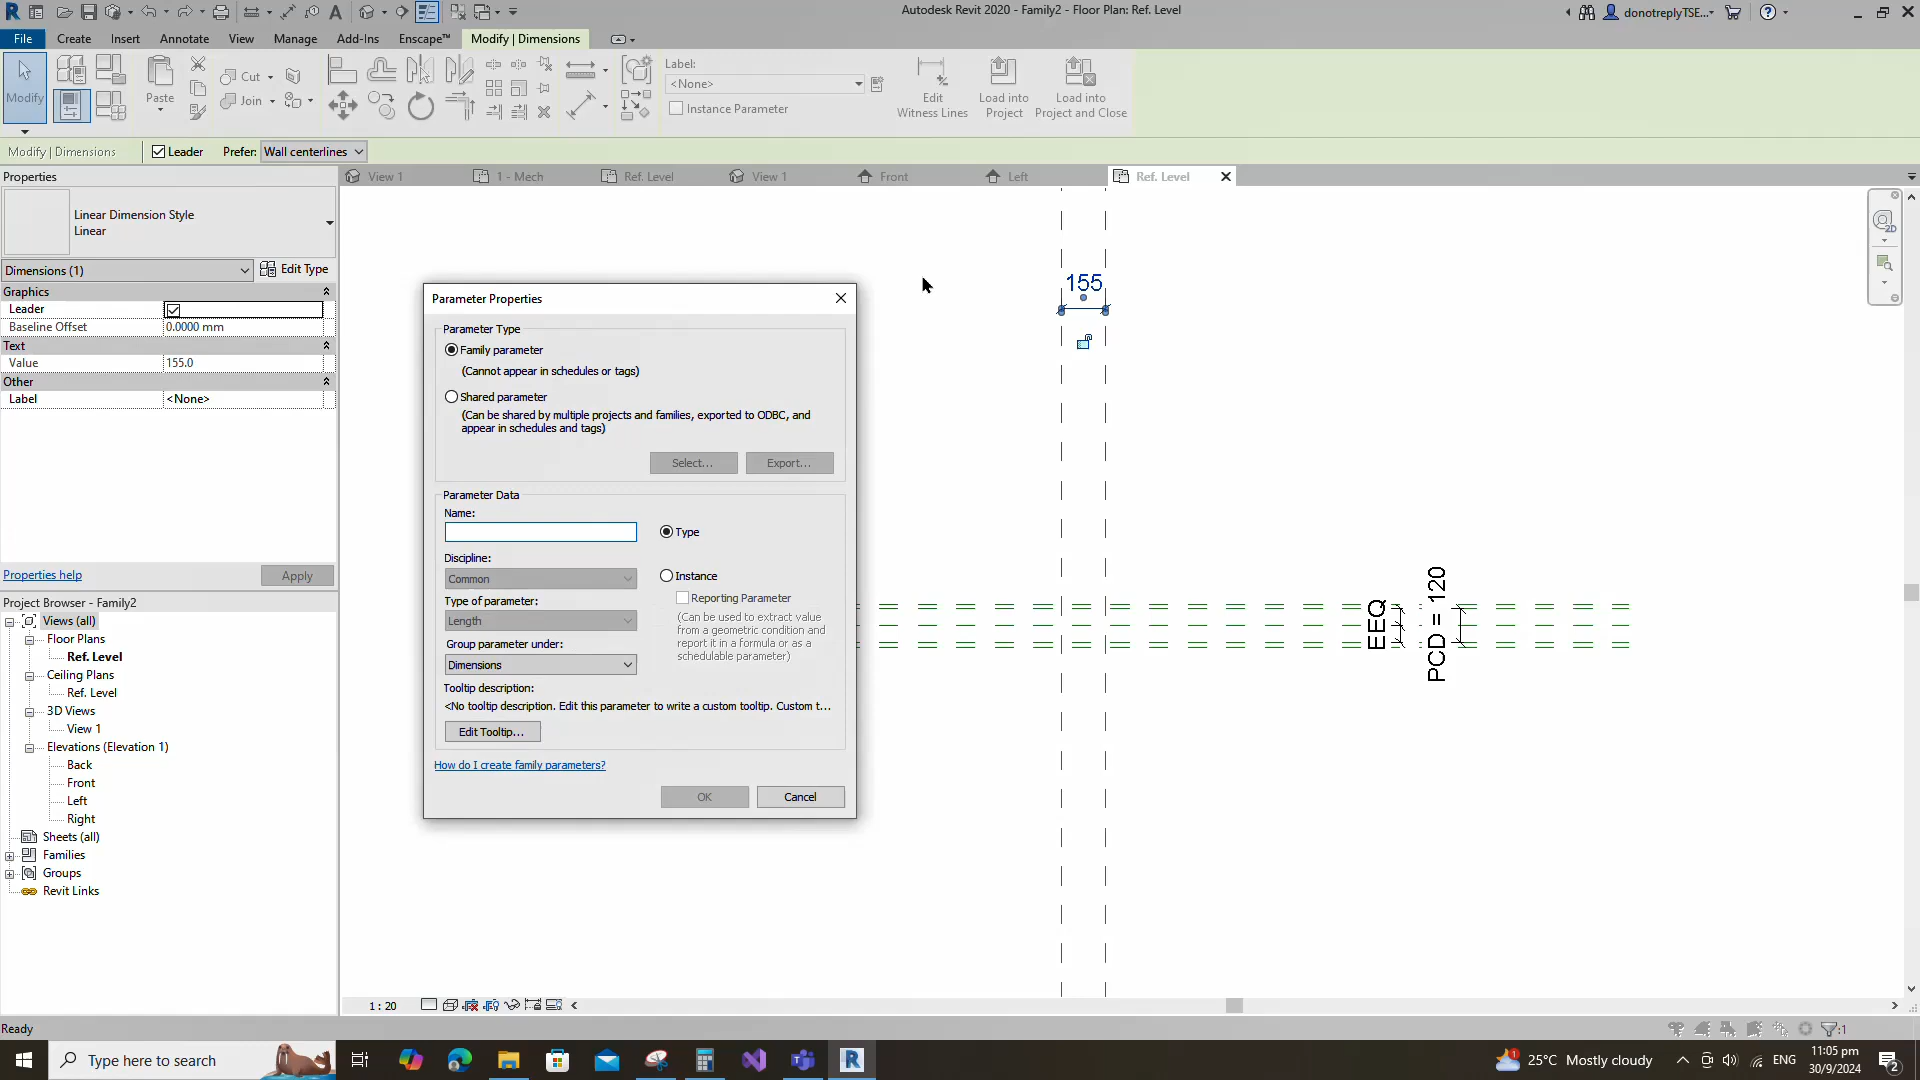 Autodesk Revit 2020 - Family2 - Floor Plan: Ref. Level
donotreplyTSE...
File Create Insert Annotate View Manage Add-Ins Enscape™ Modify | Dimensions
Modify
Paste
Cut
Join
Label:
<None>
Instance Parameter
Edit
Witness Lines
Load into
Project
Load into
Project and Close
Modify | Dimensions
Leader Prefer: Wall centerlines
Properties
View 1 1 - Mech Ref. Level View 1 Front Left Ref. Level
Linear Dimension Style
Linear
Dimensions (1)
Edit Type
Graphics
Leader
Baseline Offset 0.0000 mm
Text
Value 155.0
Other
Label <None>
Properties help
Apply
Project Browser - Family2
Views (all)
Floor Plans
Ref. Level
Ceiling Plans
Ref. Level
3D Views
View 1
Elevations (Elevation 1)
Back
Front
Left
Right
Sheets (all)
Families
Groups
Revit Links
Parameter Properties
Parameter Type
Family parameter
(Cannot appear in schedules or tags)
Shared parameter
(Can be shared by multiple projects and families, exported to ODBC, and
appear in schedules and tags)
Select...
Export...
Parameter Data
Name:
Type
Discipline:
Common
Instance
Reporting Parameter
(Can be used to extract value
from a geometric condition and
report it in a formula or as a
schedulable parameter)
Type of parameter:
Length
Group parameter under:
Dimensions
Tooltip description:
<No tooltip description. Edit this parameter to write a custom tooltip. Custom t...
Edit Tooltip...
How do I create family parameters?
OK
Cancel
155
EEQ
PCD = 120
2D
1 : 20
Ready
:1
Type here to search
1
25°C Mostly cloudy
ENG
11:05 pm
30/9/2024
2